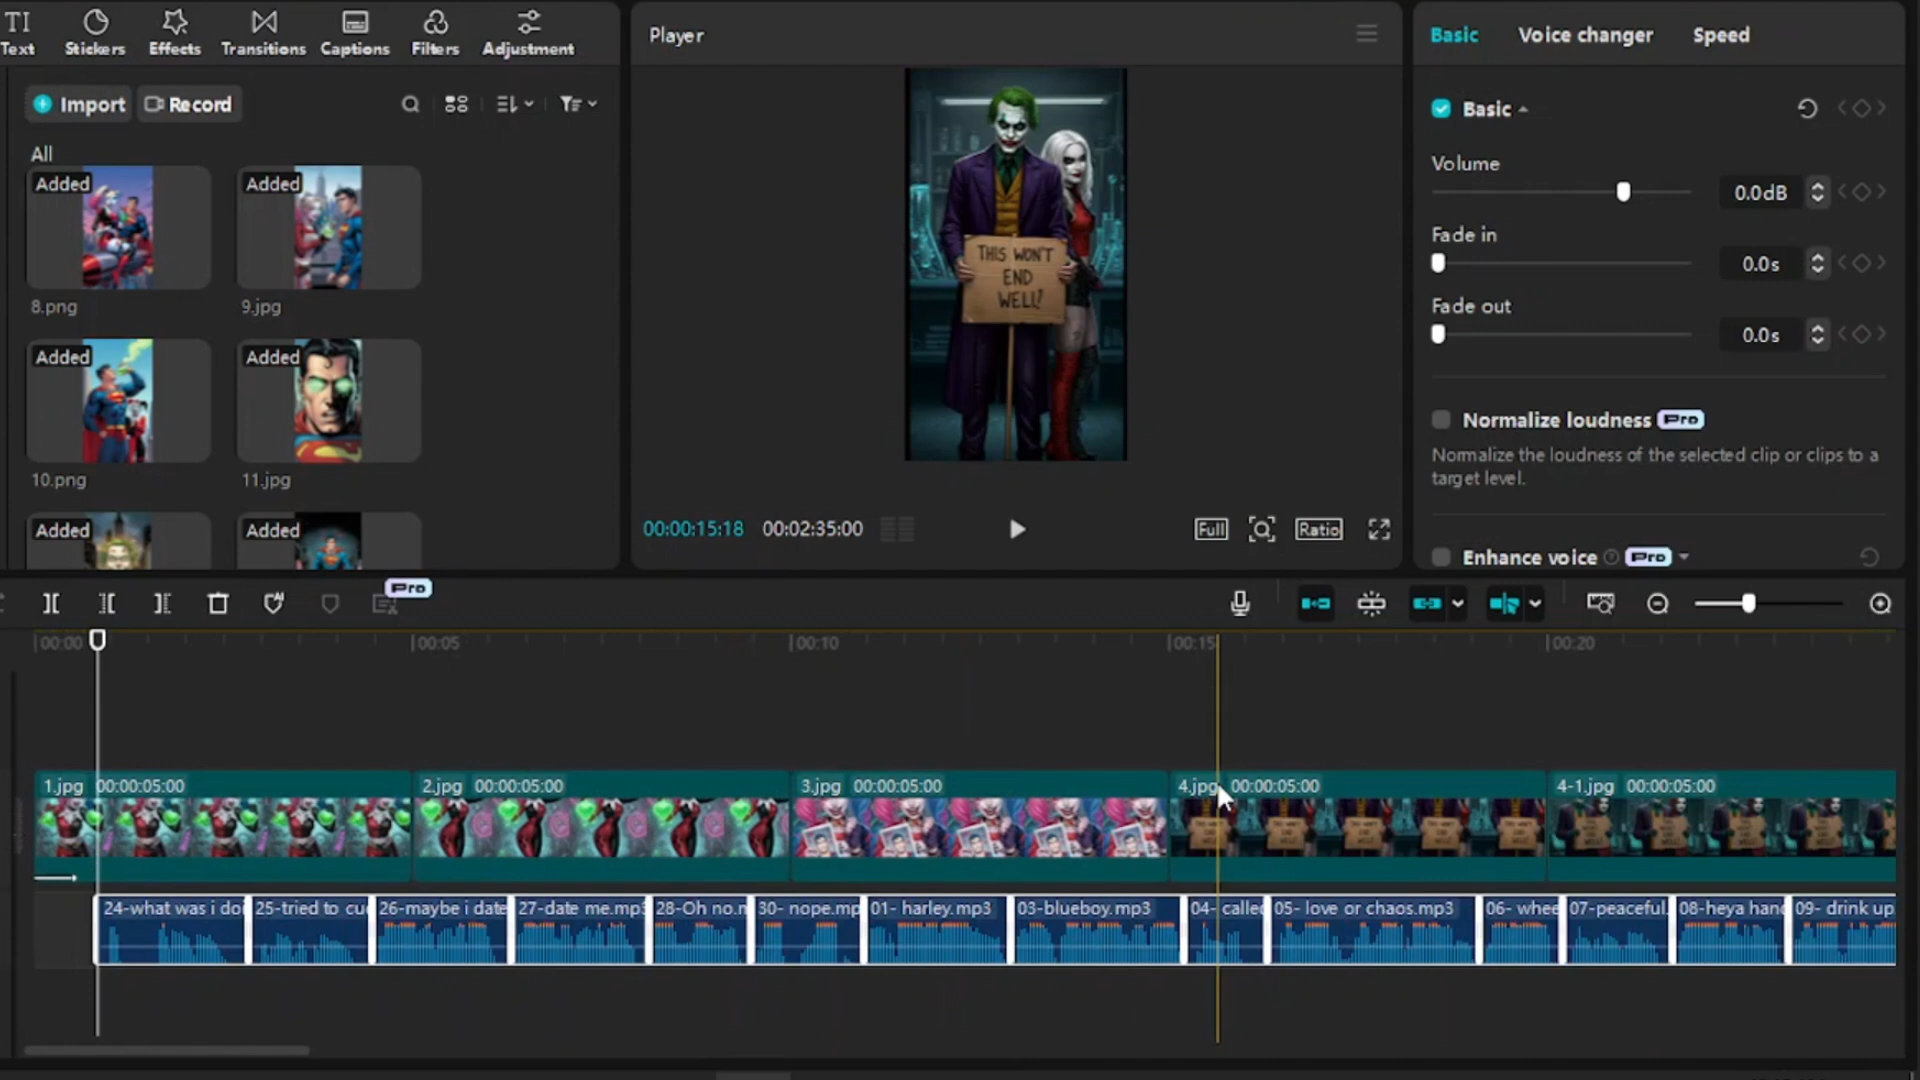 Text
Stickers
Effects
Transitions
Captions
Filters
Adjustment
Player
Basic
Voice changer
Speed
Import
Record
All
Added
8.png
Added
9.jpg
Added
10.png
Added
11.jpg
Added
Added
THIS WON'T
END
WELL!
00:00:15:18 00:02:35:00
Full
Ratio
Basic
Volume
0.0dB
Fade in
0.0s
Fade out
0.0s
Normalize loudness Pro
Normalize the loudness of the selected clip or clips to a
target level.
Enhance voice Pro
Pro
00:00
00:05
00:10
00:15
00:20
1.jpg 00:00:05:00
2.jpg 00:00:05:00
3.jpg 00:00:05:00
4.jpg 00:00:05:00
4-1.jpg 00:00:05:00
24-what was i doi
25-tried to cu
26-maybe i date
27-date me.mp3
28-Oh no.m
30- nope.mp
01- harley.mp3
03-blueboy.mp3
04- called
05- love or chaos.mp3
06- whee
07-peaceful.
08-heya hand
09- drink up